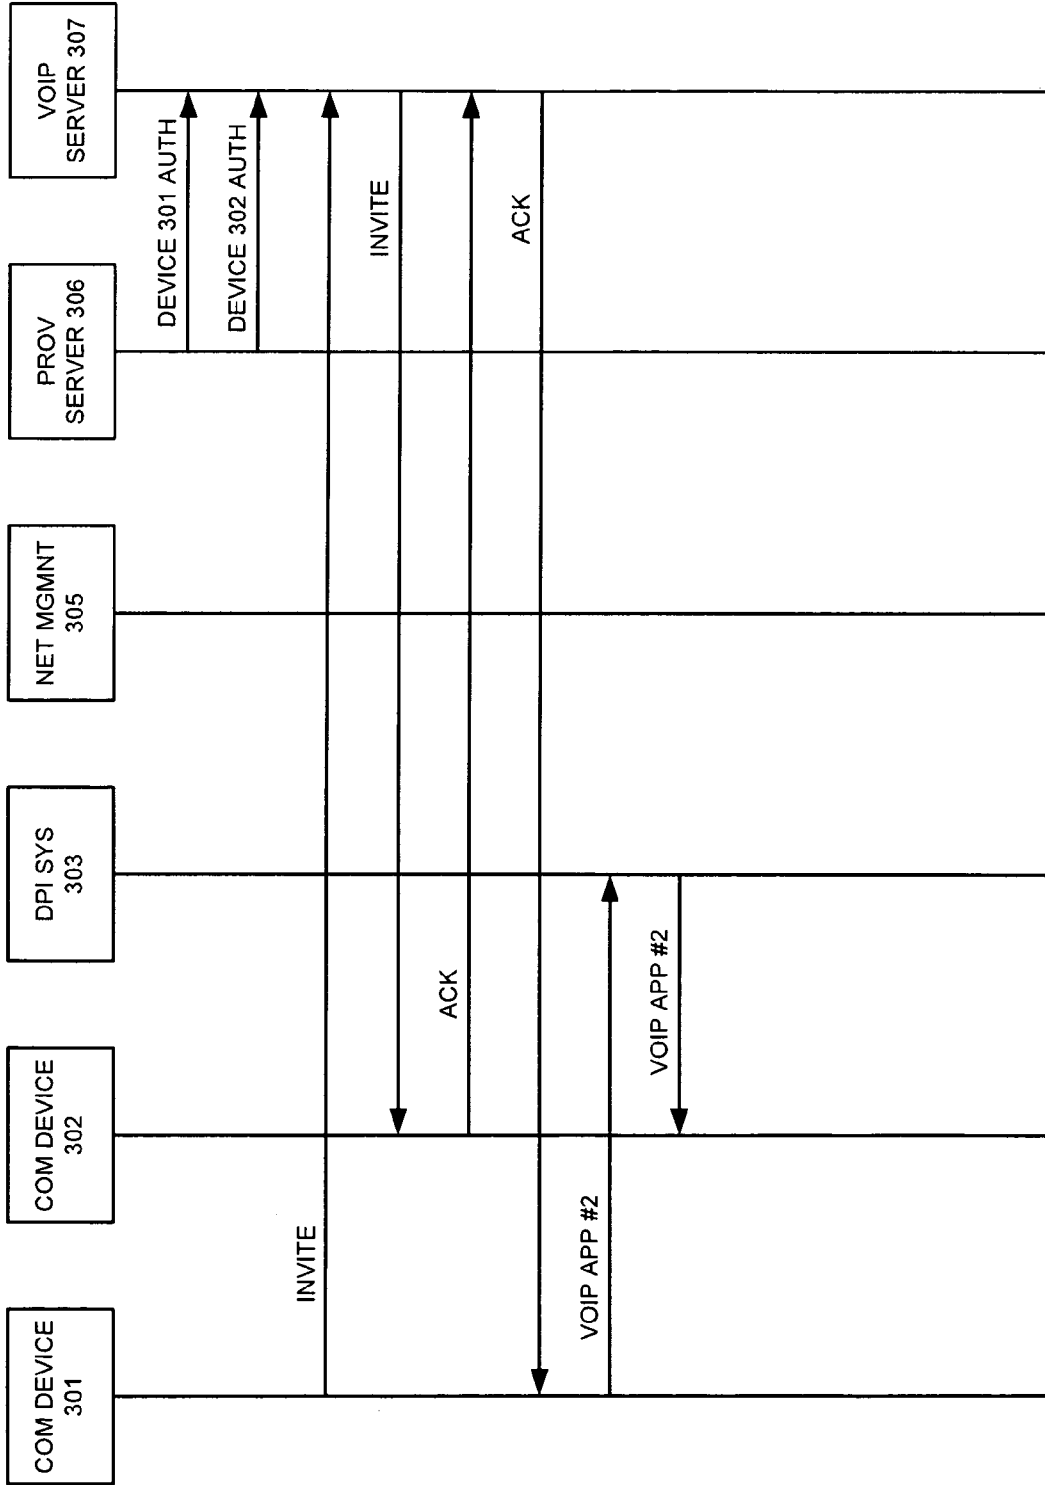 COM DEVICE
301
COM DEVICE
302
DPI SYS
303
NET MGMNT
305
PROV
SERVER 306
VOIP
SERVER 307
DEVICE 301 AUTH
DEVICE 302 AUTH
INVITE
INVITE
ACK
ACK
VOIP APP #2
VOIP APP #2